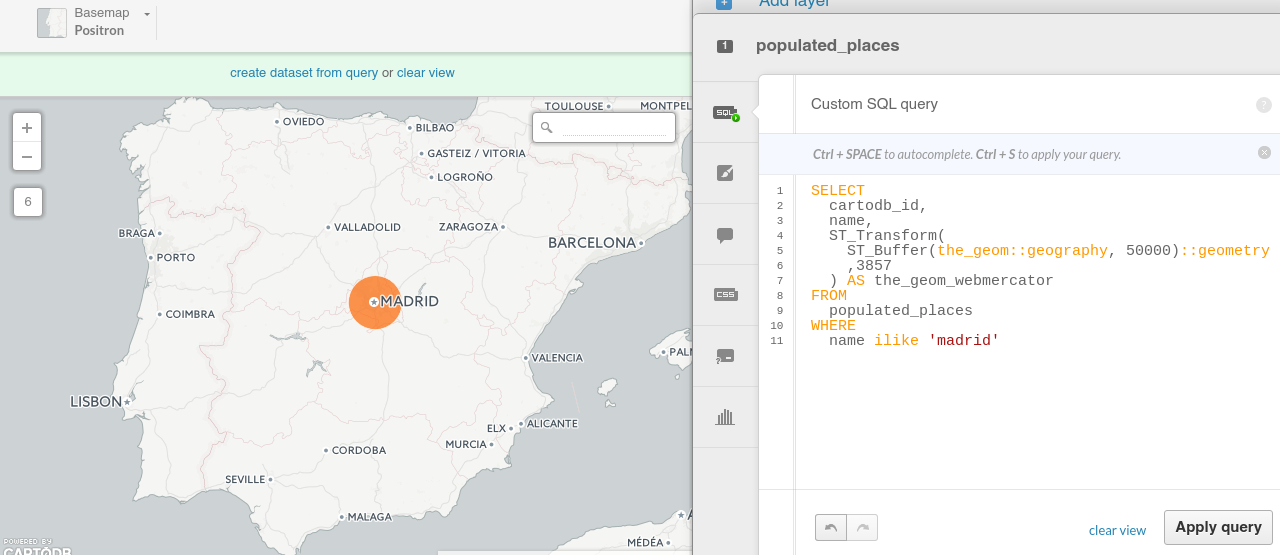 Basemap
Positron
Add layer
1 populated_places
create dataset from query or clear view
SQL
Custom SQL query
?
Ctrl + SPACE to autocomplete. Ctrl + S to apply your query.
CSS
1 SELECT
2 cartodb_id,
3 name,
4 ST_Transform(
5 ST_Buffer(the_geom::geography, 50000)::geometry
6 ,3857
7 ) AS the_geom_webmercator
8 FROM
9 populated_places
10 WHERE
11 name ilike 'madrid'
clear view
Apply query
+
−
6
TOULOUSE
MONTPEL
OVIEDO
BILBAO
GASTEIZ / VITORIA
LOGROÑO
BRAGA
VALLADOLID
ZARAGOZA
BARCELONA
PORTO
MADRID
COIMBRA
VALENCIA
PALM
LISBON
ALICANTE
ELX
MURCIA
CORDOBA
SEVILLE
MALAGA
MÉDÉA
POWERED BY
CARTODB